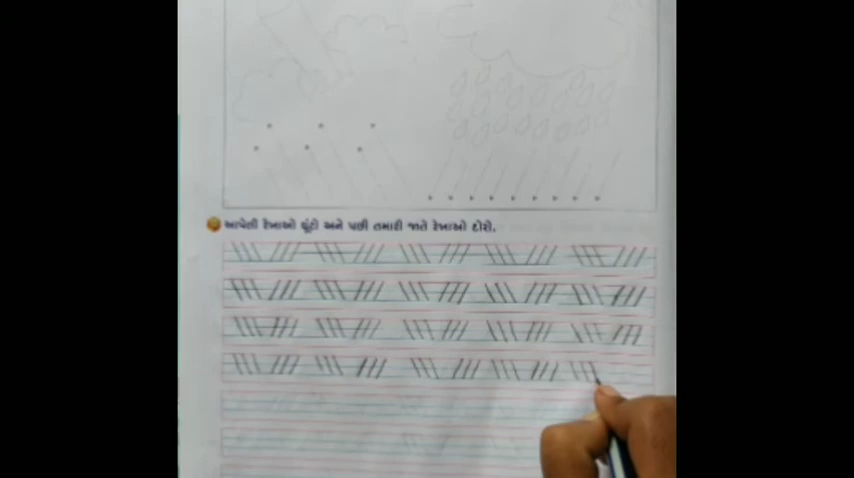 આપેલી રેખાઓ ઘૂંટો અને પછી તમારી જાતે રેખાઓ દોરો.